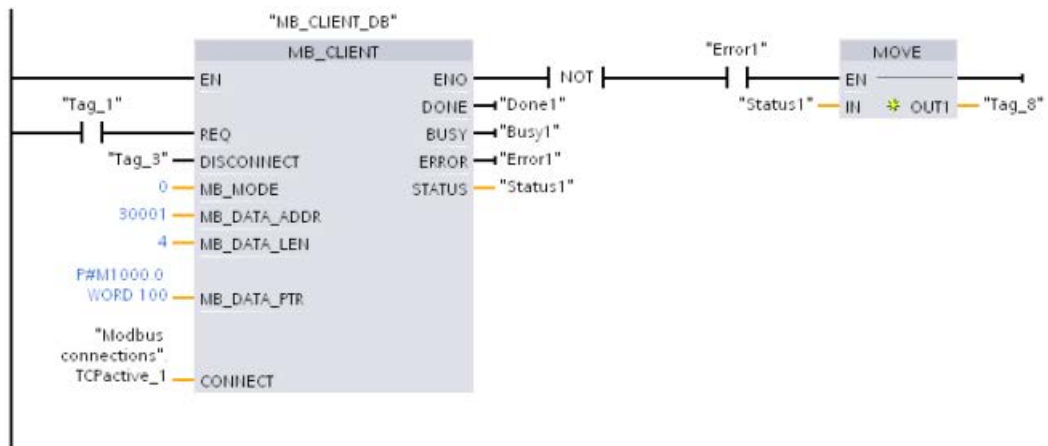 "MB_CLIENT_DB"
MB_CLIENT
"Error1"
MOVE
EN
ENO
NOT
EN
"Tag_1"
DONE
"Done1"
"Status1"
IN
OUT1
"Tag_8"
REQ
BUSY
"Busy1"
"Tag_3"
DISCONNECT
ERROR
"Error1"
0
MB_MODE
STATUS
"Status1"
30001
MB_DATA_ADDR
4
MB_DATA_LEN
P#M1000.0
WORD 100
MB_DATA_PTR
"Modbus
connections".
TCPactive_1
CONNECT